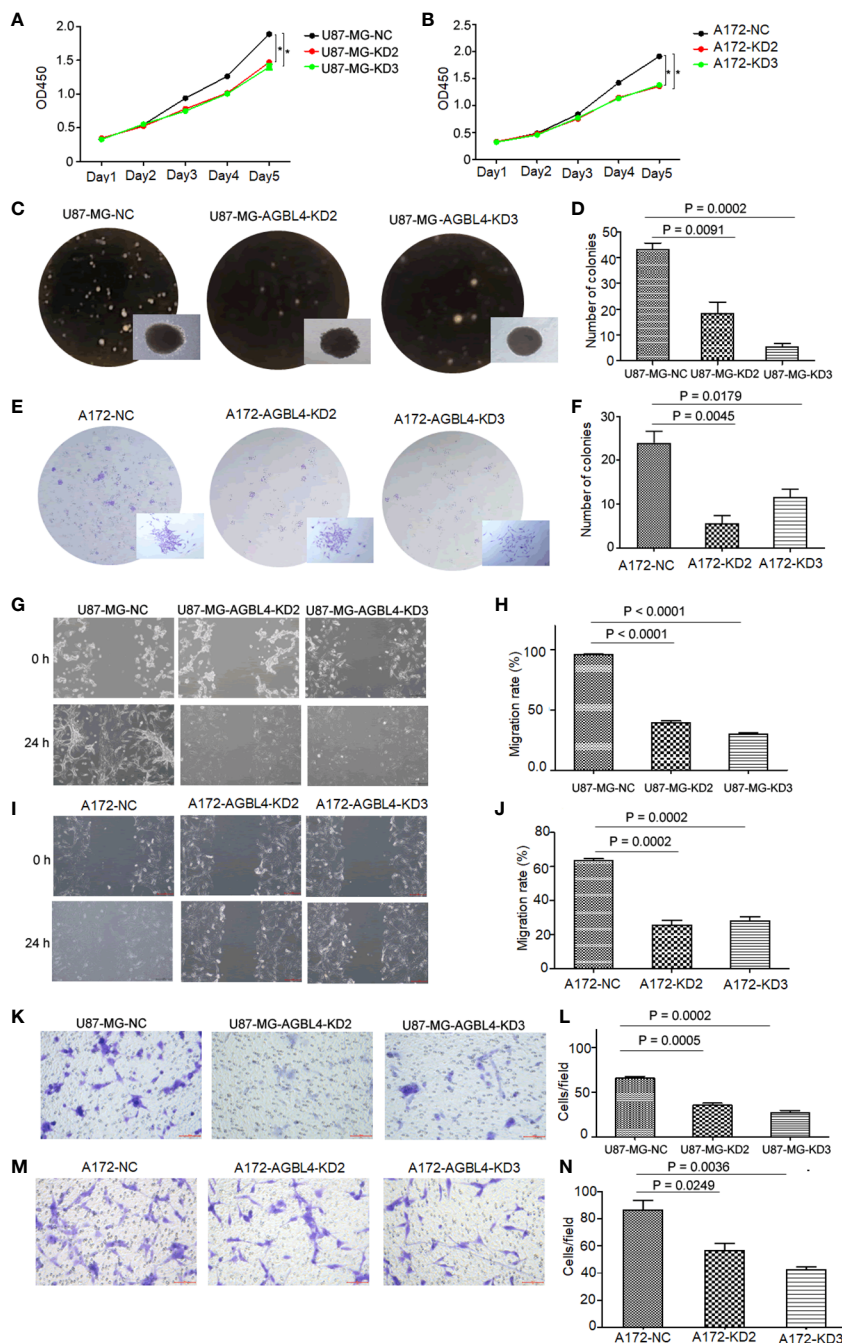 A
2.0
1.5
1.0
0.5
0
OD450
U87-MG-NC
U87-MG-KD2
U87-MG-KD3
* *
Day1 Day2 Day3 Day4 Day5
B
2.5
2.0
1.5
1.0
0.5
0
OD450
A172-NC
A172-KD2
A172-KD3
* *
Day1 Day2 Day3 Day4 Day5
C
U87-MG-NC U87-MG-AGBL4-KD2 U87-MG-AGBL4-KD3
D
P = 0.0002
P = 0.0091
50
40
30
20
10
0
Number of colonies
U87-MG-NC U87-MG-KD2 U87-MG-KD3
E
A172-NC A172-AGBL4-KD2 A172-AGBL4-KD3
F
P = 0.0179
P = 0.0045
30
20
10
0
Number of colonies
A172-NC A172-KD2 A172-KD3
G
U87-MG-NC U87-MG-AGBL4-KD2 U87-MG-AGBL4-KD3
0 h
24 h
H
P < 0.0001
P < 0.0001
100
50
0.0
Migration rate (%)
U87-MG-NC U87-MG-KD2 U87-MG-KD3
I
A172-NC A172-AGBL4-KD2 A172-AGBL4-KD3
0 h
24 h
J
P = 0.0002
P = 0.0002
80
60
40
20
0
Migration rate (%)
A172-NC A172-KD2 A172-KD3
K
U87-MG-NC U87-MG-AGBL4-KD2 U87-MG-AGBL4-KD3
L
P = 0.0002
P = 0.0005
100
50
0
Cells/field
U87-MG-NC U87-MG-KD2 U87-MG-KD3
M
A172-NC A172-AGBL4-KD2 A172-AGBL4-KD3
N
P = 0.0036
P = 0.0249
100
80
60
40
20
0
Cells/field
A172-NC A172-KD2 A172-KD3